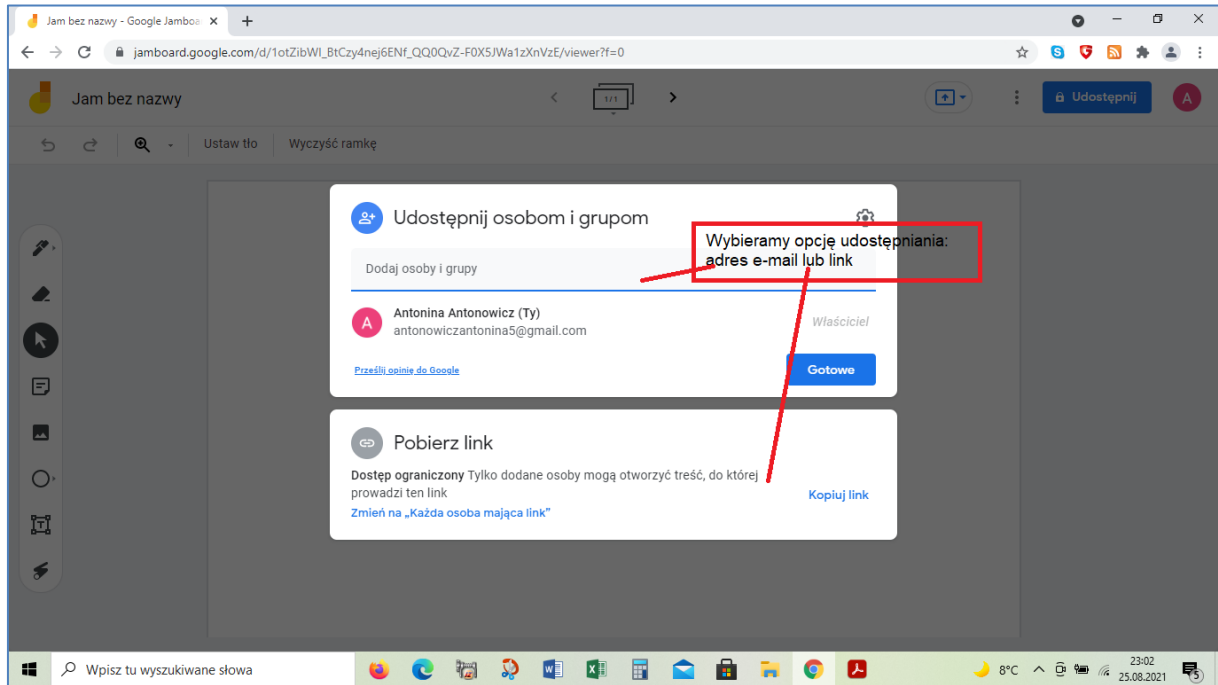 Jam bez nazwy - Google Jamboa
jamboard.google.com/d/1otZibWI_BtCzy4nej6ENf_QQ0QvZ-F0X5JWa1zXnVzE/viewer?f=0
Jam bez nazwy
1/1
Udostępnij
A
Ustaw tło Wyczyść ramkę
Udostępnij osobom i grupom
Wybieramy opcję udostępniania:
adres e-mail lub link
Dodaj osoby i grupy
A
Antonina Antonowicz (Ty)
antonowiczantonina5@gmail.com
Właściciel
Prześlij opinię do Google
Gotowe
Pobierz link
Dostęp ograniczony Tylko dodane osoby mogą otworzyć treść, do której
prowadzi ten link
Kopiuj link
Zmień na „Każda osoba mająca link”
Wpisz tu wyszukiwane słowa
8°C
23:02
25.08.2021
5